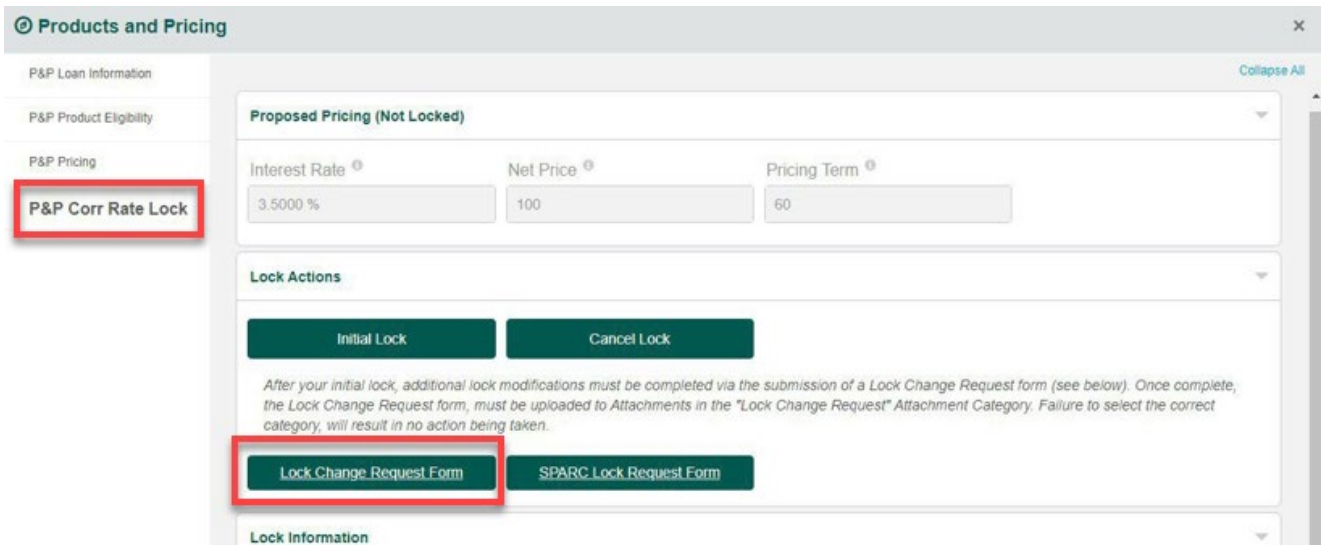 Products and Pricing
×
P&P Loan Information
P&P Product Eligibility
P&P Pricing
P&P Corr Rate Lock
Collapse All
Proposed Pricing (Not Locked)
Interest Rate
Net Price
Pricing Term
3.5000 %
100
60
Lock Actions
Initial Lock
Cancel Lock
After your initial lock, additional lock modifications must be completed via the submission of a Lock Change Request form (see below). Once complete,
the Lock Change Request form, must be uploaded to Attachments in the "Lock Change Request" Attachment Category. Failure to select the correct
category, will result in no action being taken.
Lock Change Request Form
SPARC Lock Request Form
Lock Information